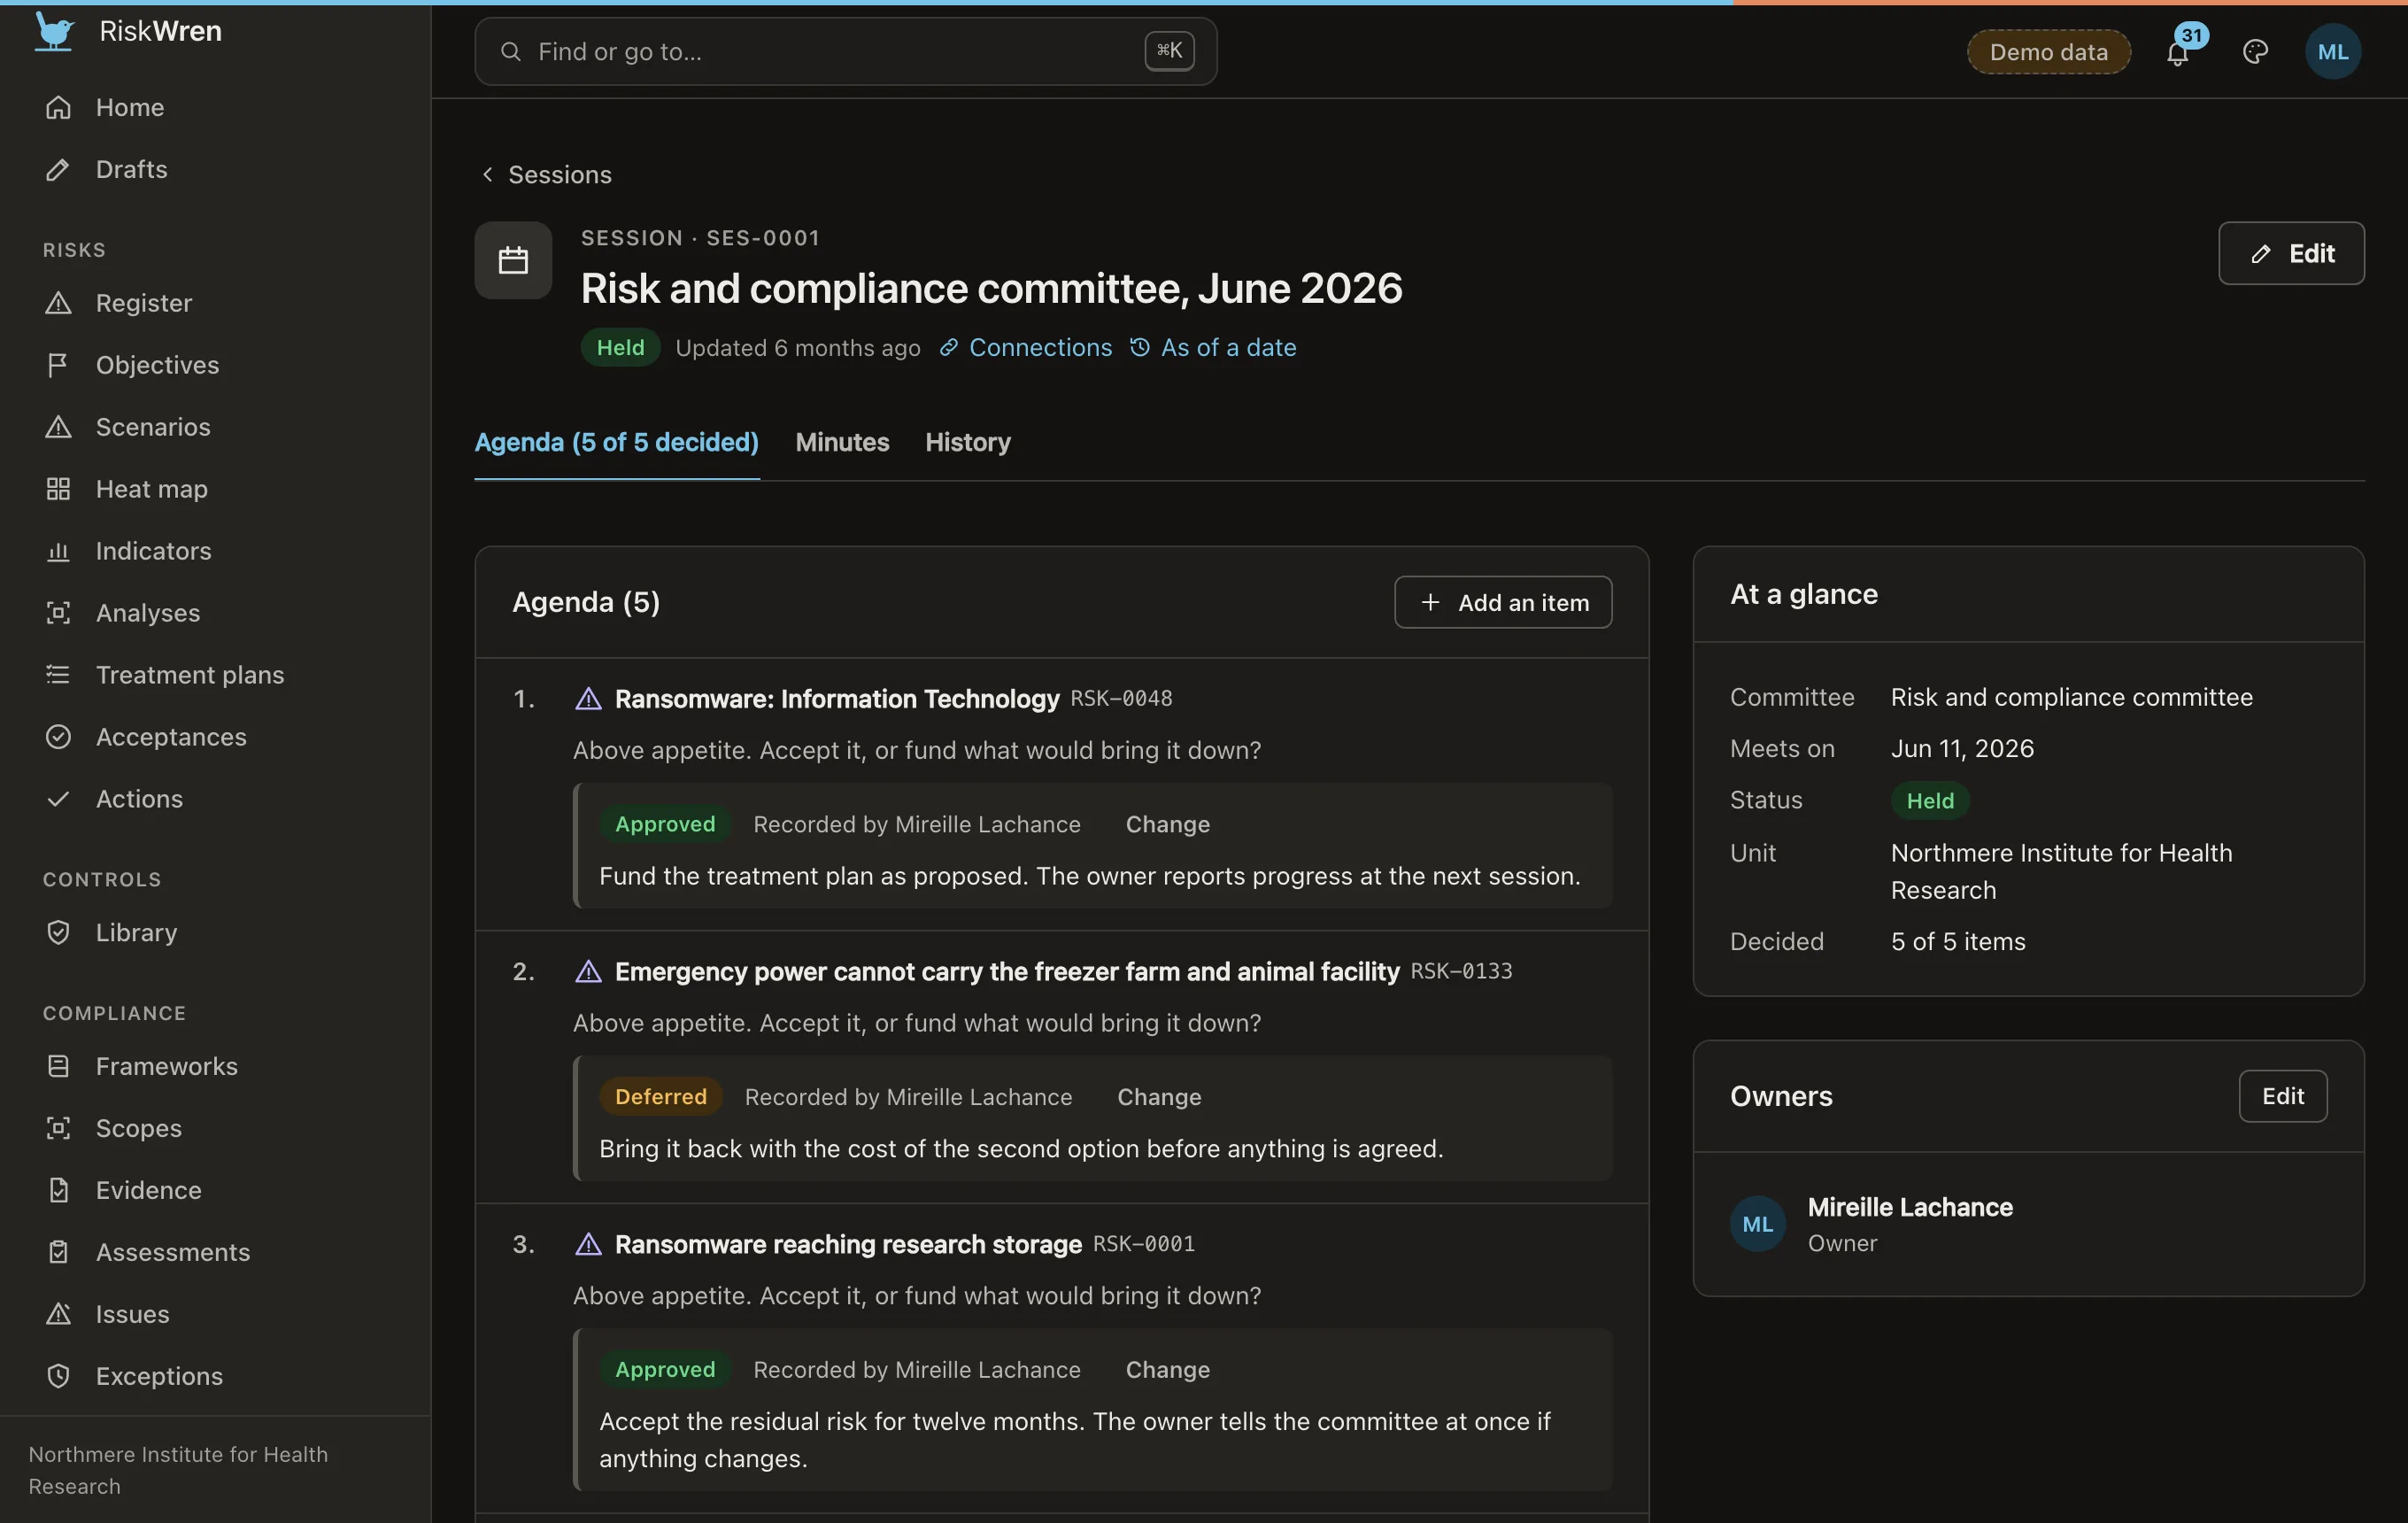 RiskWren
Find or go to...
⌘K
Demo data
31
ML
Home
Drafts
RISKS
Register
Objectives
Scenarios
Heat map
Indicators
Analyses
Treatment plans
Acceptances
Actions
CONTROLS
Library
COMPLIANCE
Frameworks
Scopes
Evidence
Assessments
Issues
Exceptions
Northmere Institute for Health
Research
Sessions
SESSION · SES-0001
Risk and compliance committee, June 2026
Held Updated 6 months ago Connections As of a date
Edit
Agenda (5 of 5 decided) Minutes History
Agenda (5)
Add an item
1. Ransomware: Information Technology RSK-0048
Above appetite. Accept it, or fund what would bring it down?
Approved Recorded by Mireille Lachance Change
Fund the treatment plan as proposed. The owner reports progress at the next session.
2. Emergency power cannot carry the freezer farm and animal facility RSK-0133
Above appetite. Accept it, or fund what would bring it down?
Deferred Recorded by Mireille Lachance Change
Bring it back with the cost of the second option before anything is agreed.
3. Ransomware reaching research storage RSK-0001
Above appetite. Accept it, or fund what would bring it down?
Approved Recorded by Mireille Lachance Change
Accept the residual risk for twelve months. The owner tells the committee at once if
anything changes.
At a glance
Committee Risk and compliance committee
Meets on Jun 11, 2026
Status Held
Unit Northmere Institute for Health
Research
Decided 5 of 5 items
Owners
Edit
ML
Mireille Lachance
Owner